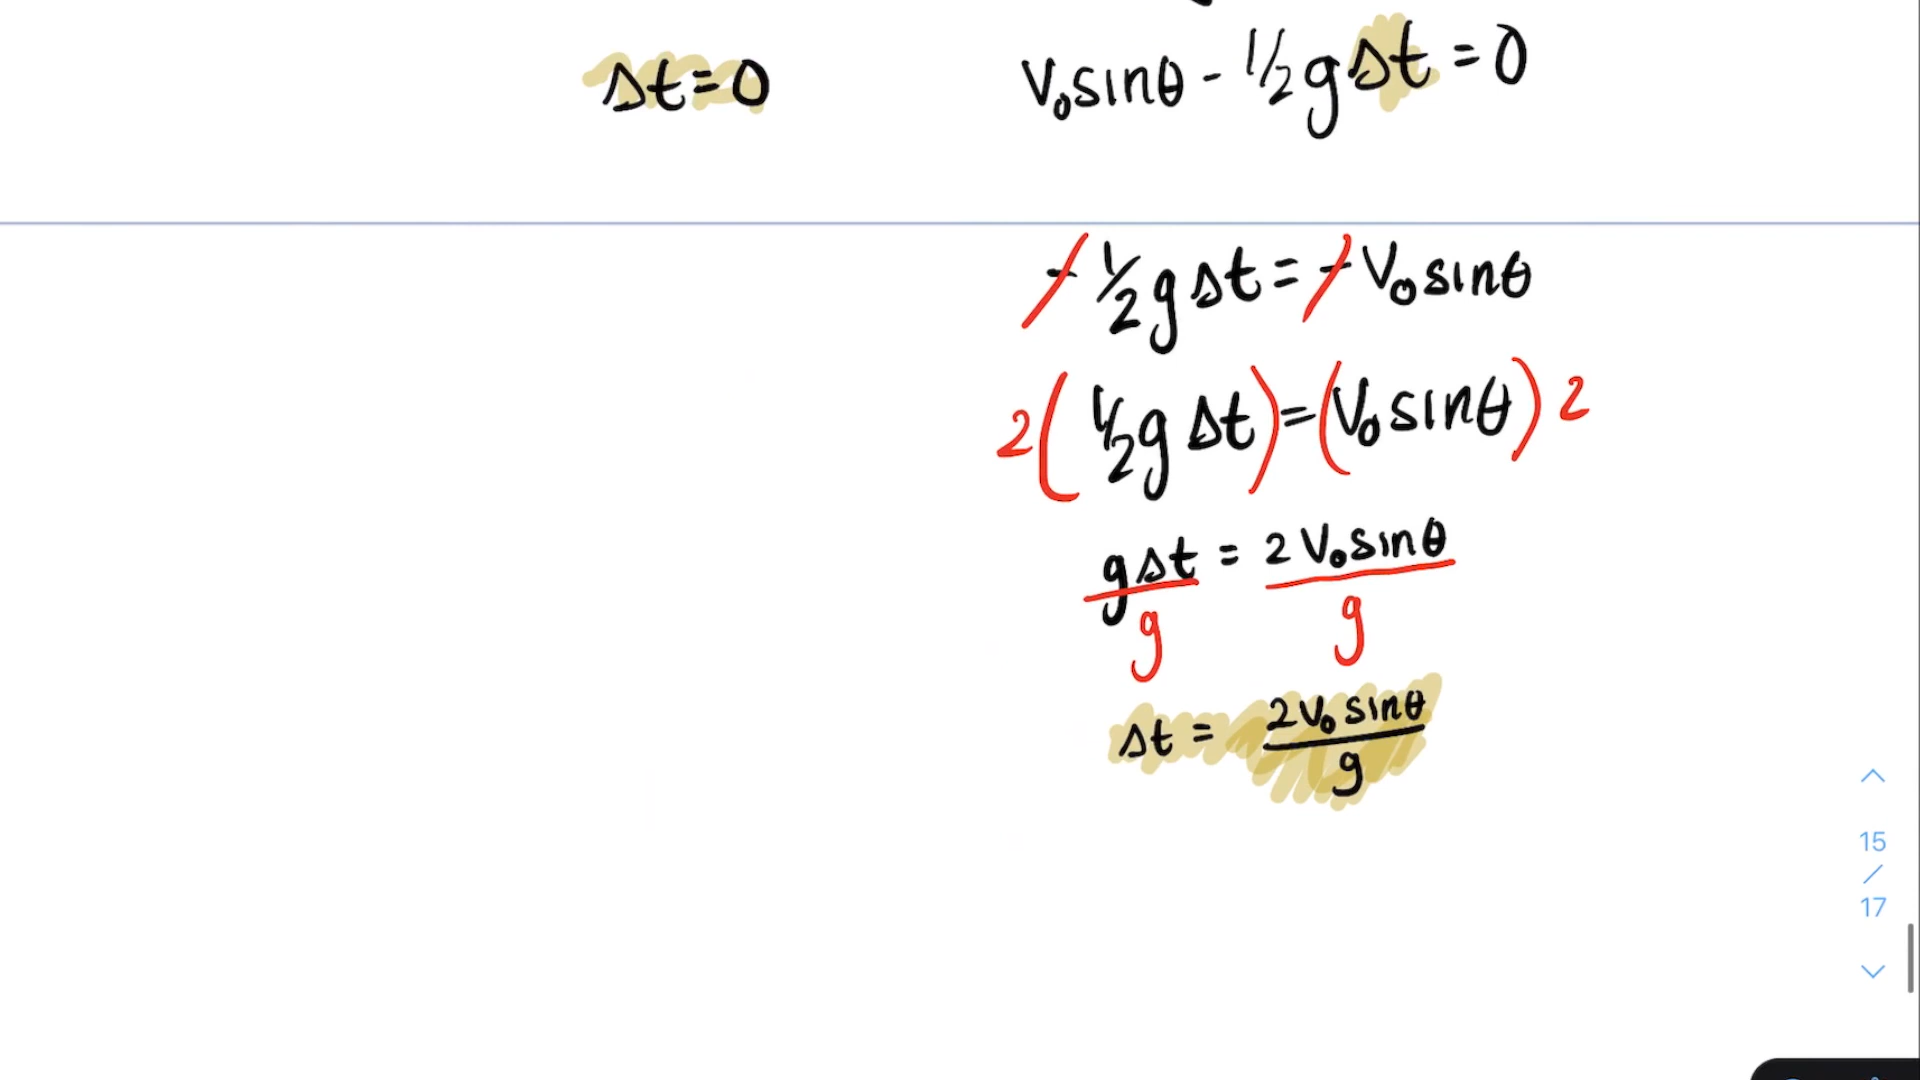 Δt=0
V₀sinθ - 1/2gΔt = 0
- 1/2gΔt = - V₀sinθ
2(1/2gΔt)=(V₀sinθ)2
gΔt/g = 2V₀sinθ/g
Δt = 2V₀sinθ/g
15
/
17